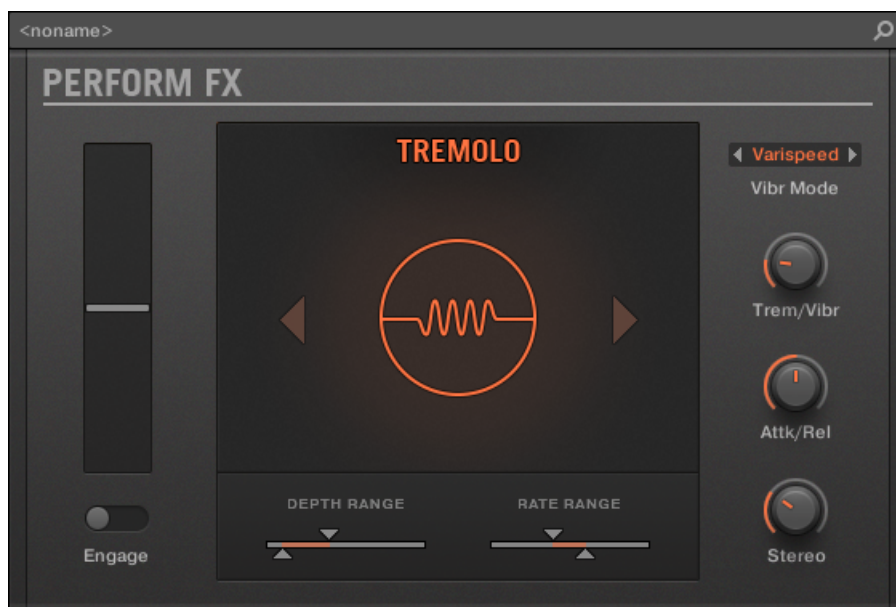 <noname>
PERFORM FX
TREMOLO
Varispeed
Vibr Mode
Trem/Vibr
Attk/Rel
DEPTH RANGE
RATE RANGE
Engage
Stereo